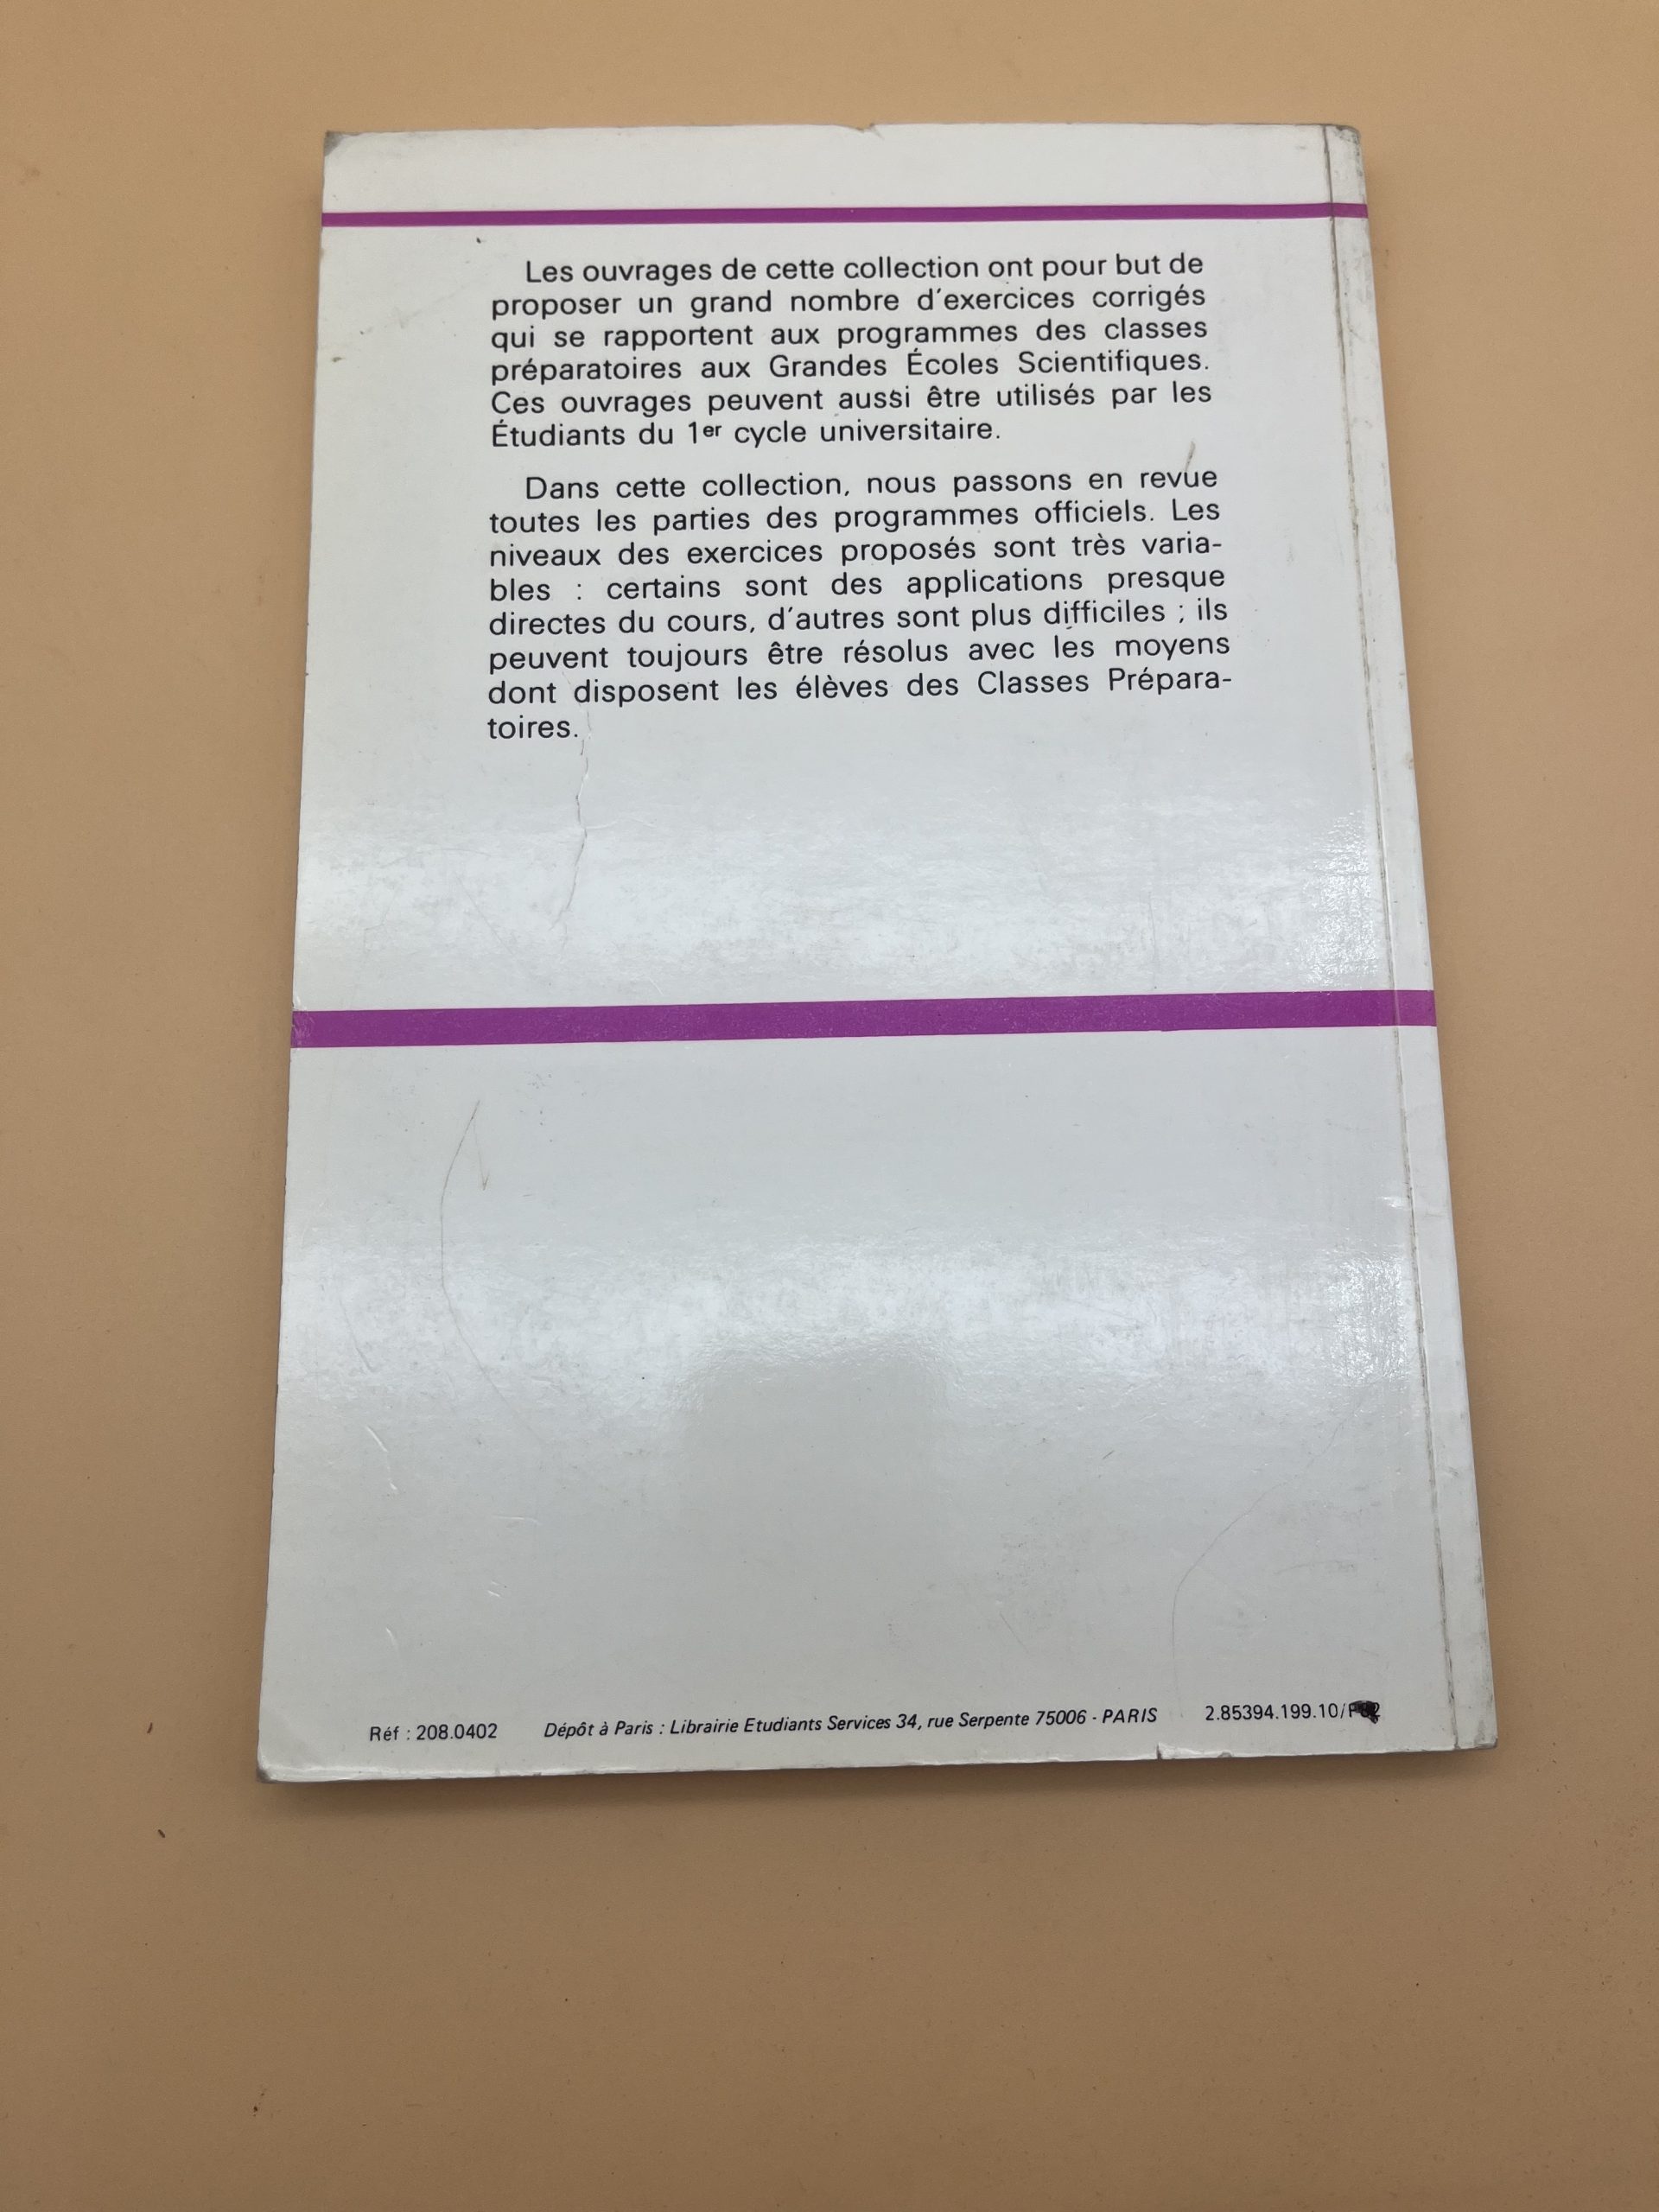 Les ouvrages de cette collection ont pour but de
proposer un grand nombre d'exercices corrigés
qui se rapportent aux programmes des classes
préparatoires aux Grandes Écoles Scientifiques.
Ces ouvrages peuvent aussi être utilisés par les
Étudiants du 1er cycle universitaire.
Dans cette collection, nous passons en revue
toutes les parties des programmes officiels. Les
niveaux des exercices proposés sont très varia-
bles : certains sont des applications presque
directes du cours, d'autres sont plus difficiles ; ils
peuvent toujours être résolus avec les moyens
dont disposent les élèves des Classes Prépara-
toires.
Réf : 208.0402 Dépôt à Paris : Librairie Etudiants Services 34, rue Serpente 75006 - PARIS 2.85394.199.10/